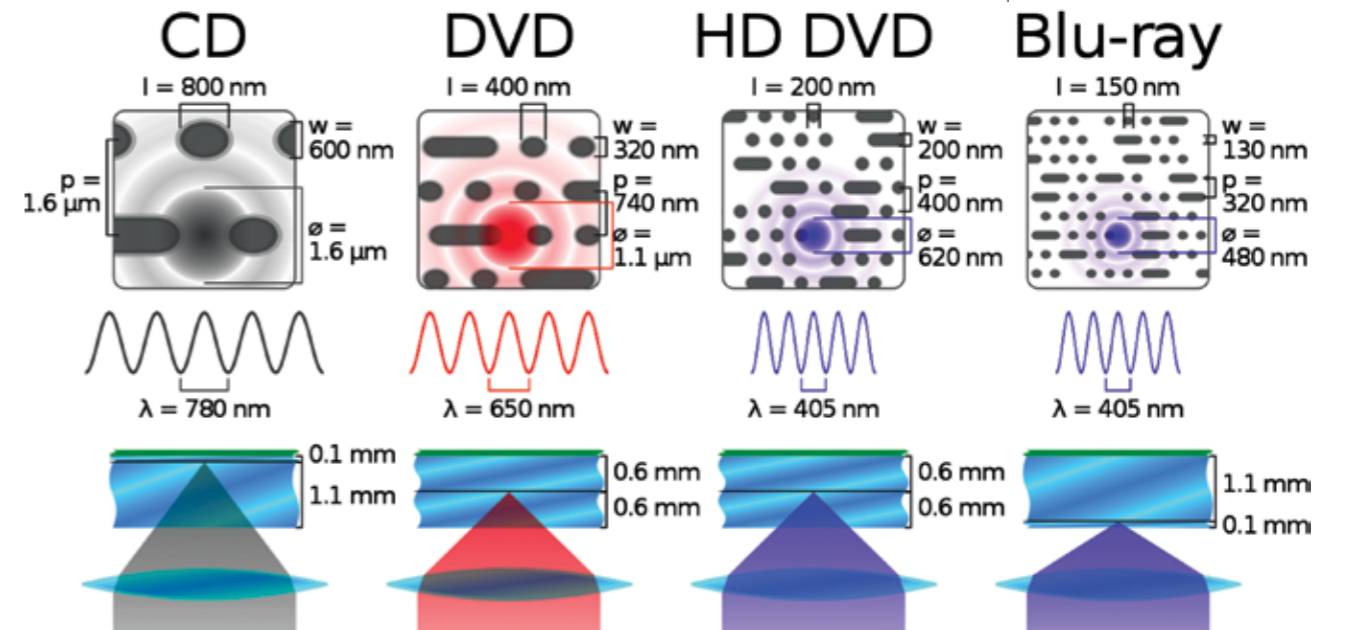 CD
l = 800 nm
w =
600 nm
p =
1.6 µm
ø =
1.6 µm
λ = 780 nm
0.1 mm
1.1 mm
DVD
l = 400 nm
w =
320 nm
p =
740 nm
ø =
1.1 µm
λ = 650 nm
0.6 mm
0.6 mm
HD DVD
l = 200 nm
w =
200 nm
p =
400 nm
ø =
620 nm
λ = 405 nm
0.6 mm
0.6 mm
Blu-ray
l = 150 nm
w =
130 nm
p =
320 nm
ø =
480 nm
λ = 405 nm
1.1 mm
0.1 mm